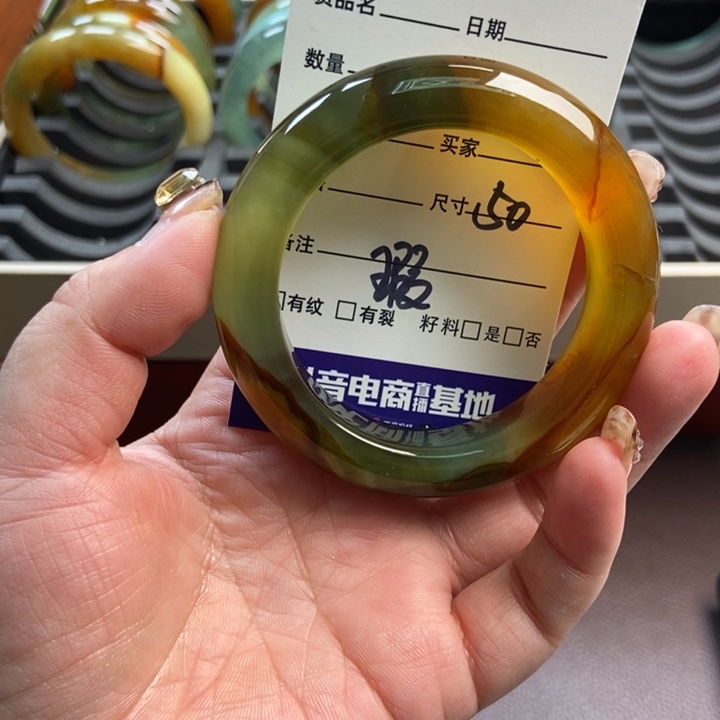 货品名 日期
数量
买家
尺寸 50
备注
瑕
□有纹 □有裂 籽料□是□否
抖音电商直播基地